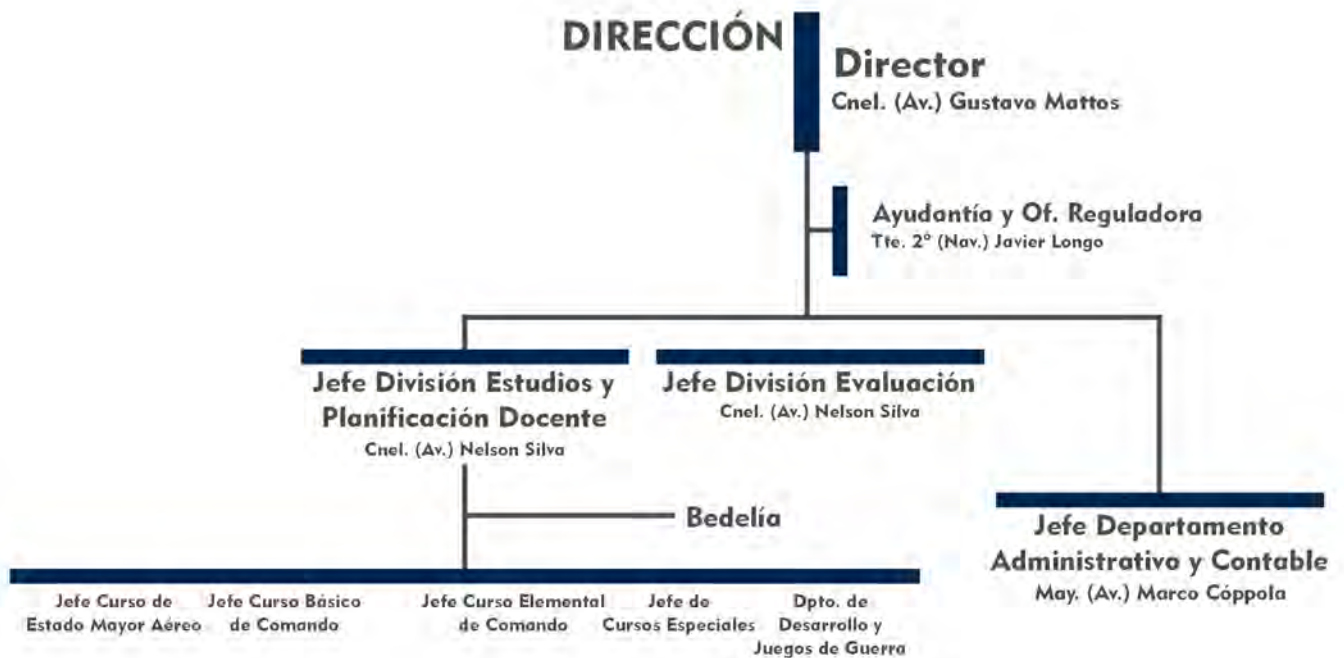 DIRECCIÓN
Director
Cnel. (Av.) Gustavo Mattos
Ayudantía y Of. Reguladora
Tte. 2º (Nav.) Javier Longo
Jefe División Estudios y
Planificación Docente
Cnel. (Av.) Nelson Silva
Jefe División Evaluación
Cnel. (Av.) Nelson Silva
Bedelía
Jefe Departamento
Administrativo y Contable
May. (Av.) Marco Cóppola
Jefe Curso de
Estado Mayor Aéreo
Jefe Curso Básico
de Comando
Jefe Curso Elemental
de Comando
Jefe de
Cursos Especiales
Dpto. de
Desarrollo y
Juegos de Guerra